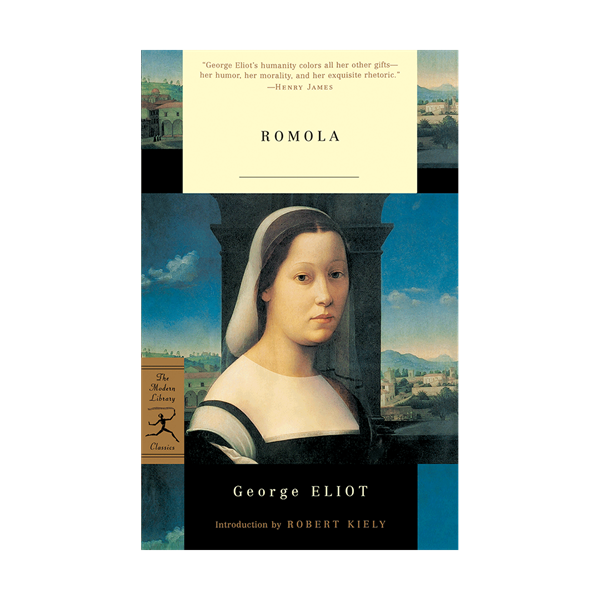 "George Eliot's humanity colors all her other gifts—
her humor, her morality, and her exquisite rhetoric."
—HENRY JAMES
ROMOLA
The
Modern
Library
Classics
George ELIOT
Introduction by ROBERT KIELY